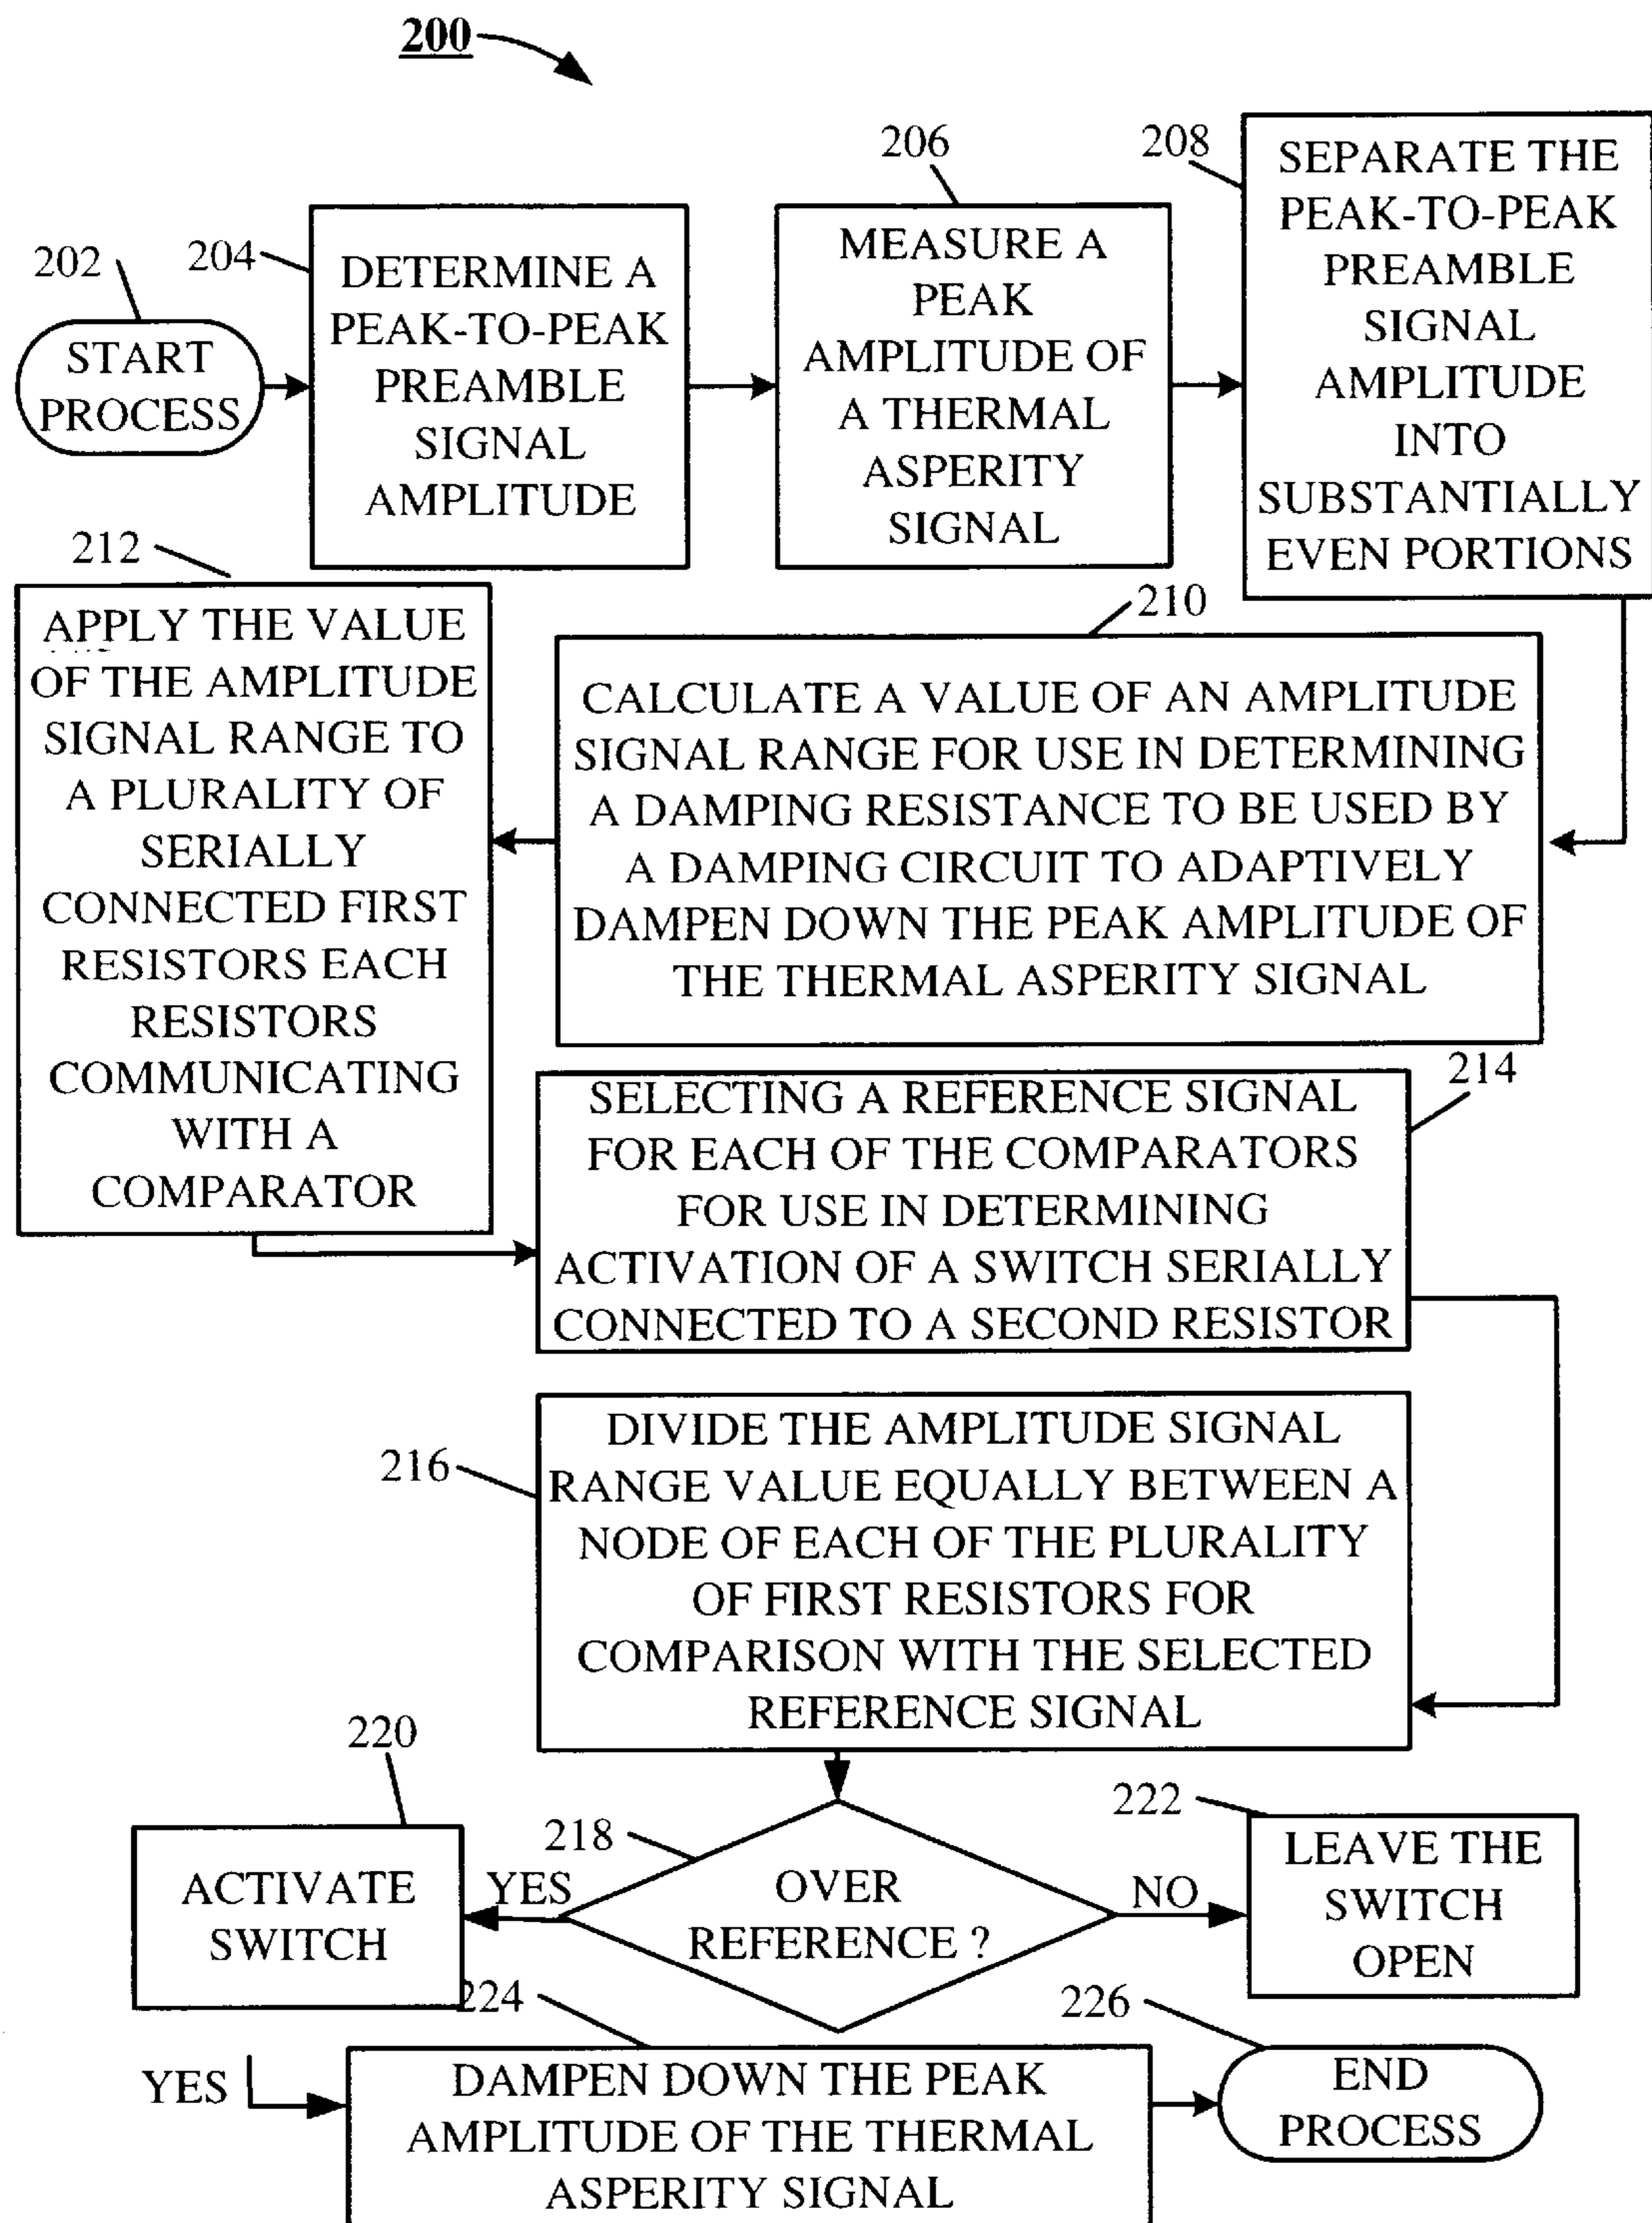 200
202
START
PROCESS
204
DETERMINE A
PEAK-TO-PEAK
PREAMBLE
SIGNAL
AMPLITUDE
206
MEASURE A
PEAK
AMPLITUDE OF
A THERMAL
ASPERITY
SIGNAL
208
SEPARATE THE
PEAK-TO-PEAK
PREAMBLE
SIGNAL
AMPLITUDE
INTO
SUBSTANTIALLY
EVEN PORTIONS
210
CALCULATE A VALUE OF AN AMPLITUDE
SIGNAL RANGE FOR USE IN DETERMINING
A DAMPING RESISTANCE TO BE USED BY
A DAMPING CIRCUIT TO ADAPTIVELY
DAMPEN DOWN THE PEAK AMPLITUDE OF
THE THERMAL ASPERITY SIGNAL
212
APPLY THE VALUE
OF THE AMPLITUDE
SIGNAL RANGE TO
A PLURALITY OF
SERIALLY
CONNECTED FIRST
RESISTORS EACH
RESISTORS
COMMUNICATING
WITH A
COMPARATOR
214
SELECTING A REFERENCE SIGNAL
FOR EACH OF THE COMPARATORS
FOR USE IN DETERMINING
ACTIVATION OF A SWITCH SERIALLY
CONNECTED TO A SECOND RESISTOR
216
DIVIDE THE AMPLITUDE SIGNAL
RANGE VALUE EQUALLY BETWEEN A
NODE OF EACH OF THE PLURALITY
OF FIRST RESISTORS FOR
COMPARISON WITH THE SELECTED
REFERENCE SIGNAL
218
OVER
REFERENCE ?
YES
220
ACTIVATE
SWITCH
NO
222
LEAVE THE
SWITCH
OPEN
YES
224
DAMPEN DOWN THE PEAK
AMPLITUDE OF THE THERMAL
ASPERITY SIGNAL
226
END
PROCESS